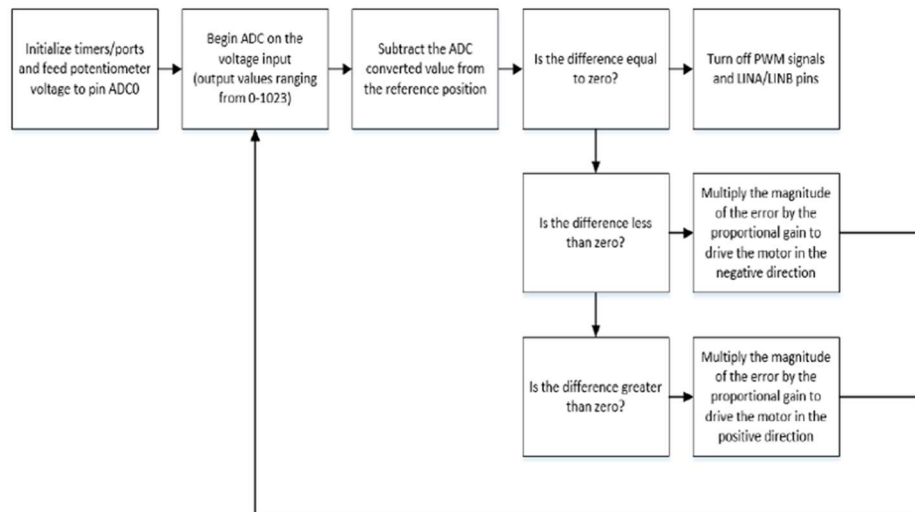 Initialize timers/ports
and feed potentiometer
voltage to pin ADC0
Begin ADC on the
voltage input
(output values ranging
from 0-1023)
Subtract the ADC
converted value from
the reference position
Is the difference equal
to zero?
Turn off PWM signals
and LINA/LINB pins
Is the difference less
than zero?
Multiply the magnitude
of the error by the
proportional gain to
drive the motor in the
negative direction
Is the difference greater
than zero?
Multiply the magnitude
of the error by the
proportional gain to
drive the motor in the
positive direction